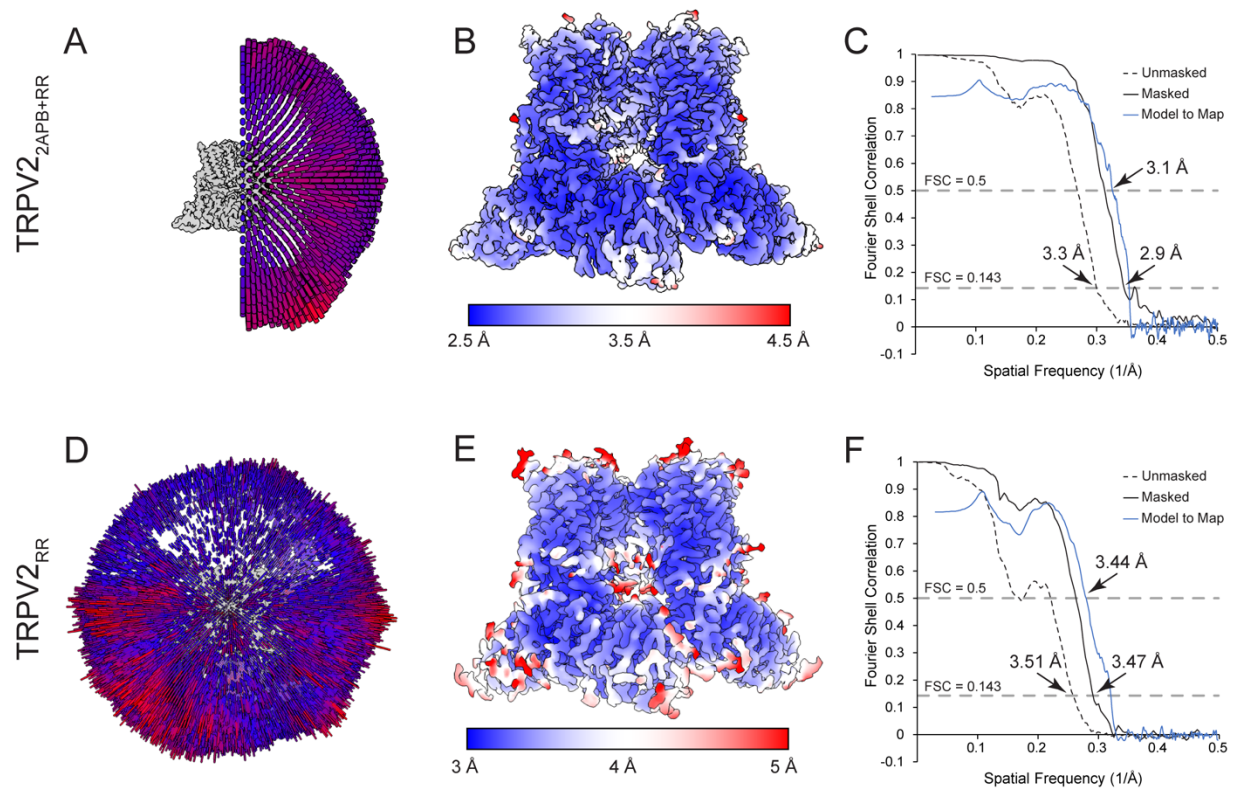 TRPV2 2APB+RR
A
B
2.5 Å 3.5 Å 4.5 Å
C
1
0.9
0.8
0.7
0.6
0.5
0.4
0.3
0.2
0.1
0
-0.1
Fourier Shell Correlation
Unmasked
Masked
Model to Map
FSC = 0.5
3.1 Å
3.3 Å
2.9 Å
FSC = 0.143
0.1 0.2 0.3 0.4 0.5
Spatial Frequency (1/Å)
TRPV2 RR
D
E
3 Å 4 Å 5 Å
F
1
0.9
0.8
0.7
0.6
0.5
0.4
0.3
0.2
0.1
0
-0.1
Fourier Shell Correlation
Unmasked
Masked
Model to Map
3.44 Å
FSC = 0.5
3.51 Å
3.47 Å
FSC = 0.143
0.1 0.2 0.3 0.4 0.5
Spatial Frequency (1/Å)